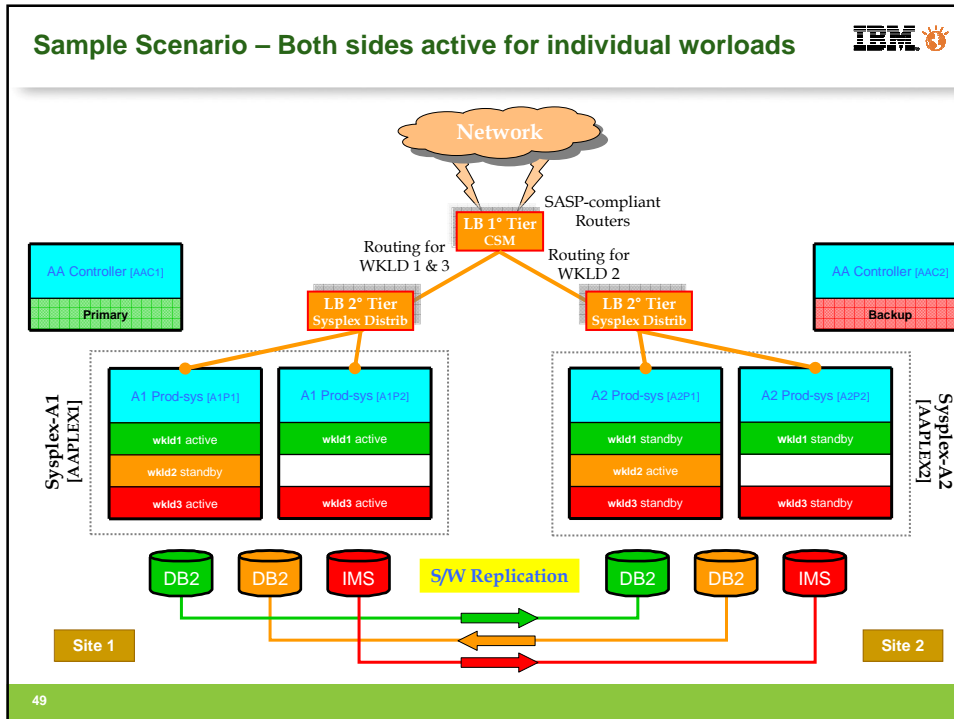 Sample Scenario – Both sides active for individual worloads
IBM.
Network
SASP-compliant
Routers
LB 1° Tier
CSM
Routing for
WKLD 1 & 3
Routing for
WKLD 2
AA Controller [AAC1]
Primary
LB 2° Tier
Sysplex Distrib
LB 2° Tier
Sysplex Distrib
AA Controller [AAC2]
Backup
Sysplex-A1
[AAPLEX1]
A1 Prod-sys [A1P1]
wkld1 active
wkld2 standby
wkld3 active
A1 Prod-sys [A1P2]
wkld1 active
wkld3 active
A2 Prod-sys [A2P1]
wkld1 standby
wkld2 active
wkld3 standby
A2 Prod-sys [A2P2]
wkld1 standby
wkld3 standby
Sysplex-A2
[AAPLEX2]
DB2
DB2
IMS
S/W Replication
DB2
DB2
IMS
Site 1
Site 2
49